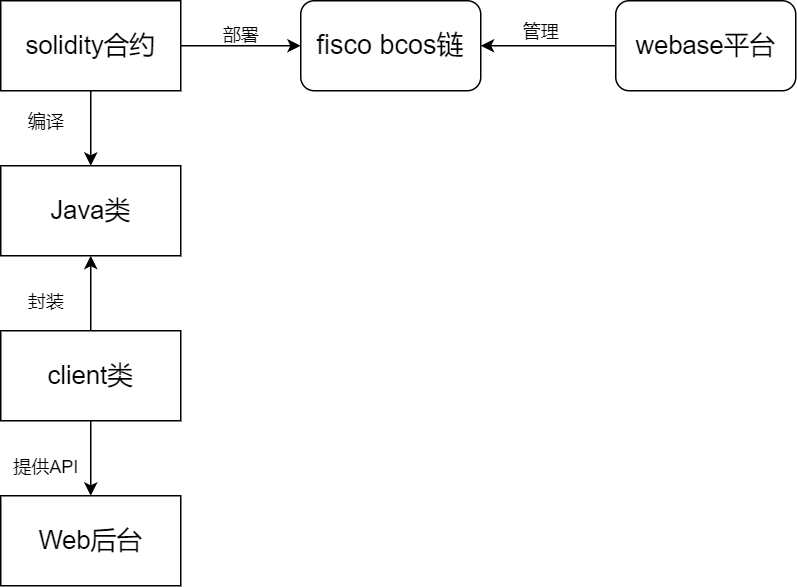 solidity合约
部署
fisco bcos链
管理
webase平台
编译
Java类
封装
client类
提供API
Web后台